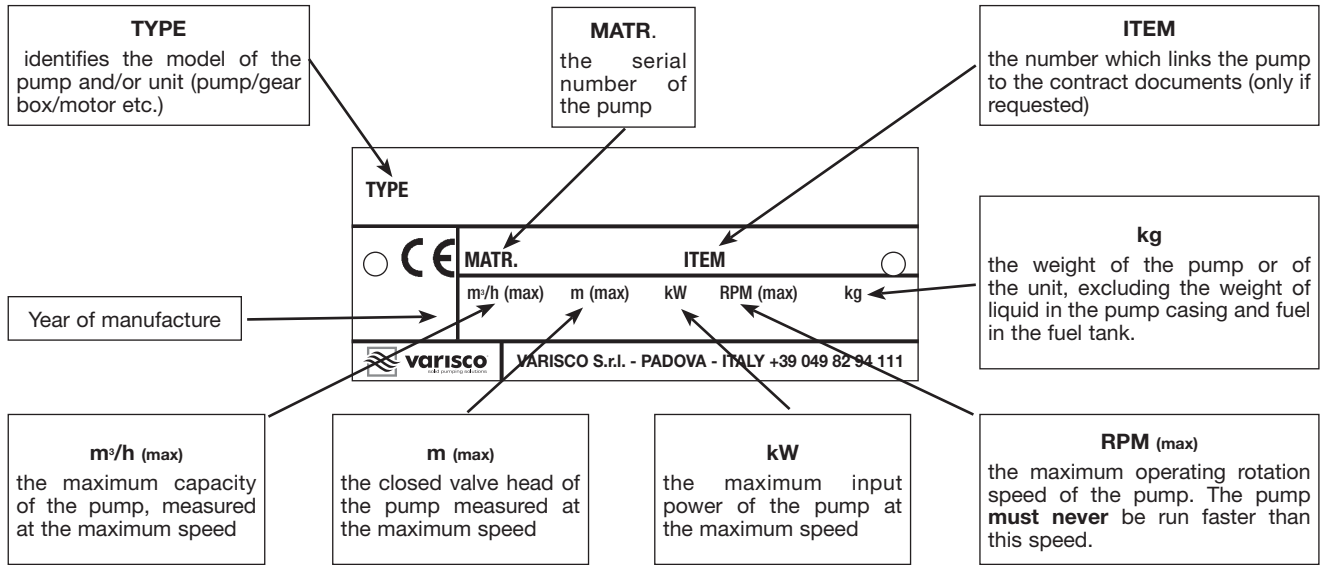 TYPE
identifies the model of the
pump and/or unit (pump/gear
box/motor etc.)
MATR.
the serial
number of
the pump
ITEM
the number which links the pump
to the contract documents (only if
requested)
TYPE
CE MATR. ITEM
m³/h (max) m (max) kW RPM (max) kg
varisco
solid pumping solutions
VARISCO S.r.l. - PADOVA - ITALY +39 049 82 94 111
Year of manufacture
kg
the weight of the pump or of
the unit, excluding the weight of
liquid in the pump casing and fuel
in the fuel tank.
m³/h (max)
the maximum capacity
of the pump, measured
at the maximum speed
m (max)
the closed valve head of
the pump measured at
the maximum speed
kW
the maximum input
power of the pump at
the maximum speed
RPM (max)
the maximum operating rotation
speed of the pump. The pump
must never be run faster than
this speed.